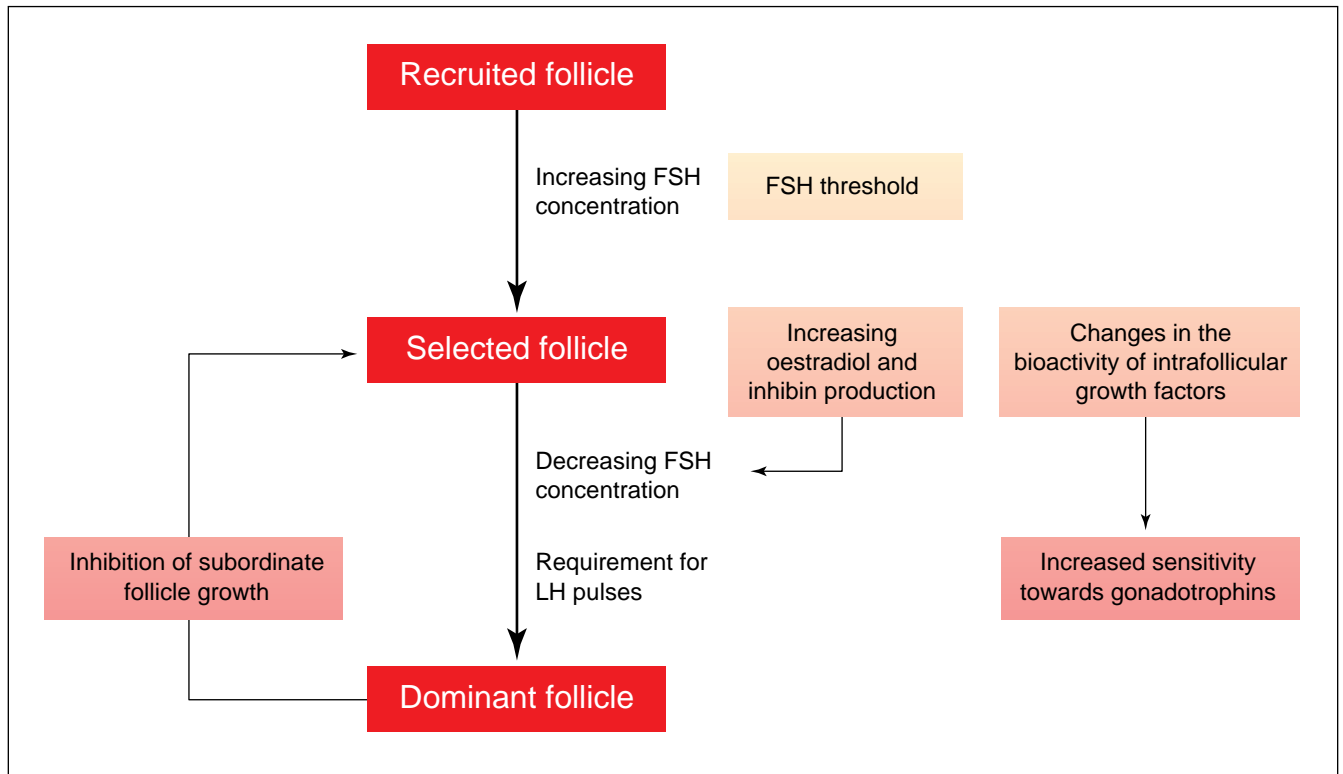 Recruited follicle
Increasing FSH
concentration
FSH threshold
Selected follicle
Increasing
oestradiol and
inhibin production
Changes in the
bioactivity of intrafollicular
growth factors
Decreasing FSH
concentration
Inhibition of subordinate
follicle growth
Requirement for
LH pulses
Increased sensitivity
towards gonadotrophins
Dominant follicle